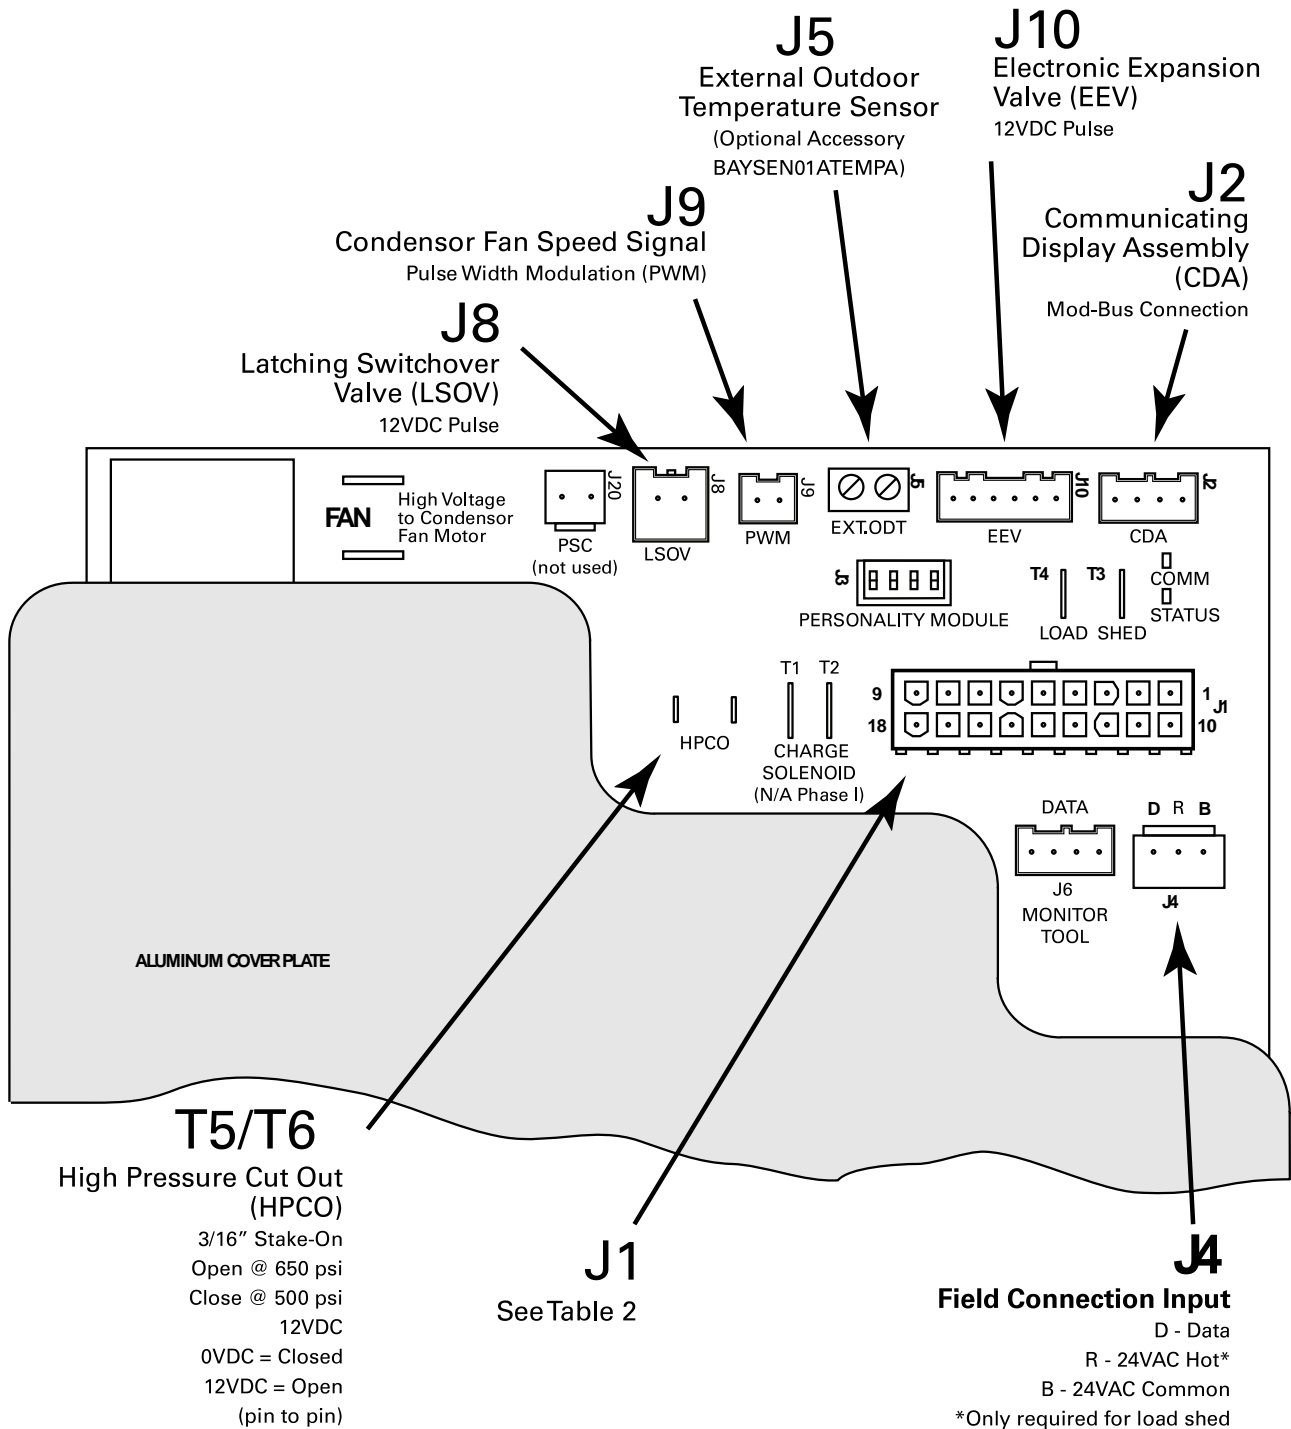 J5
External Outdoor
Temperature Sensor
(Optional Accessory
BAYSEN01ATEMPA)
J10
Electronic Expansion
Valve (EEV)
12VDC Pulse
J2
Communicating
Display Assembly
(CDA)
Mod-Bus Connection
J9
Condensor Fan Speed Signal
Pulse Width Modulation (PWM)
J8
Latching Switchover
Valve (LSOV)
12VDC Pulse
FAN
High Voltage
to Condensor
Fan Motor
J20
PSC
(not used)
J8
LSOV
J9
PWM
J5
EXT.ODT
J10
EEV
J2
CDA
J3
PERSONALITY MODULE
T4
LOAD
T3
SHED
COMM
STATUS
HPCO
T1
T2
CHARGE
SOLENOID
(N/A Phase I)
9
1
18
10
J1
DATA
J6
MONITOR
TOOL
D R B
J4
ALUMINUM COVER PLATE
T5/T6
High Pressure Cut Out
(HPCO)
3/16” Stake-On
Open @ 650 psi
Close @ 500 psi
12VDC
0VDC = Closed
12VDC = Open
(pin to pin)
J1
See Table 2
J4
Field Connection Input
D - Data
R - 24VAC Hot*
B - 24VAC Common
*Only required for load shed